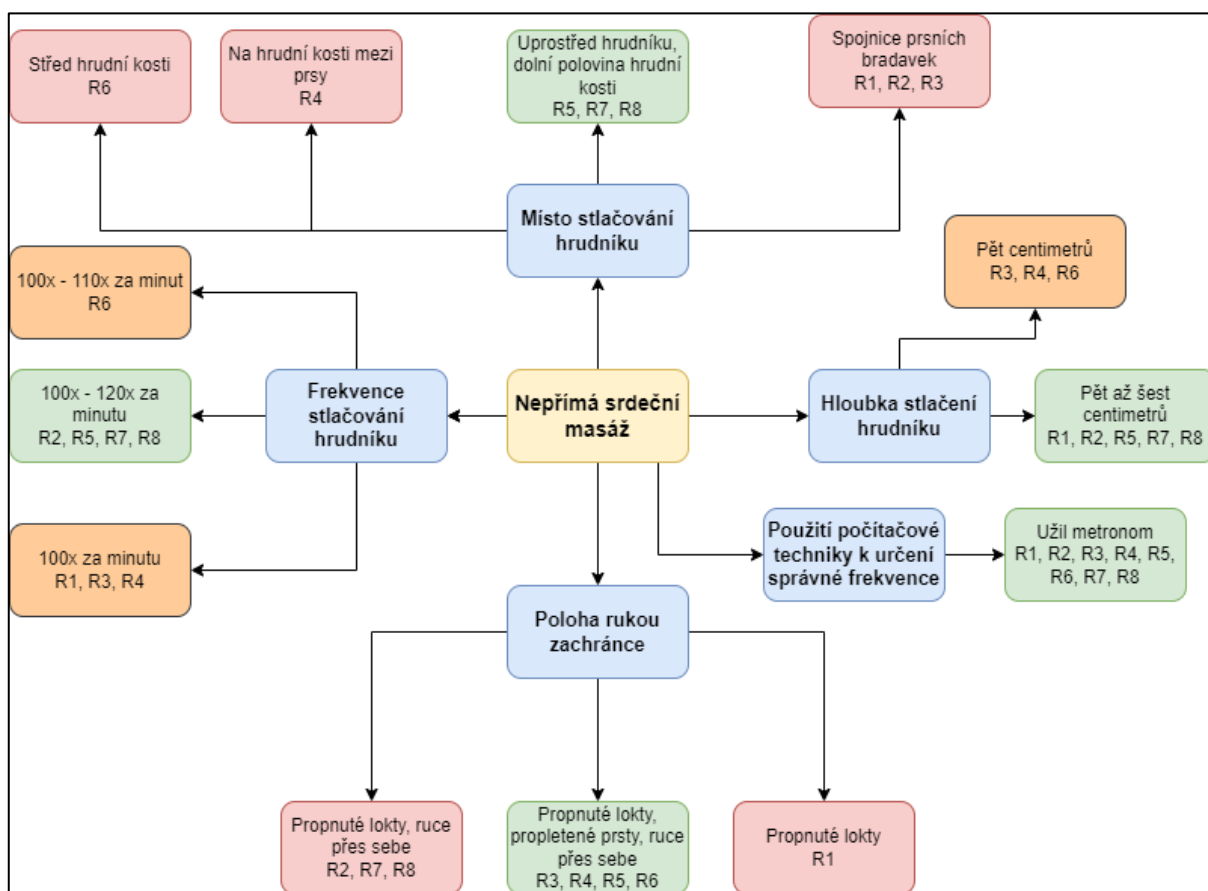 Střed hrudní kosti
R6
Na hrudní kosti mezi
prsy
R4
Uprostřed hrudníku,
dolní polovina hrudní
kosti
R5, R7, R8
Spojnice prsních
bradavek
R1, R2, R3
Místo stlačování
hrudníku
100x - 110x za minut
R6
Pět centimetrů
R3, R4, R6
100x - 120x za
minutu
R2, R5, R7, R8
Frekvence
stlačování
hrudníku
Nepřímá srdeční
masáž
Hloubka stlačení
hrudníku
Pět až šest
centimetrů
R1, R2, R5, R7, R8
100x za minutu
R1, R3, R4
Použití počítačové
techniky k určení
správné frekvence
Užil metronom
R1, R2, R3, R4, R5,
R6, R7, R8
Poloha rukou
zachránce
Propnuté lokty, ruce
přes sebe
R2, R7, R8
Propnuté lokty,
propletené prsty, ruce
přes sebe
R3, R4, R5, R6
Propnuté lokty
R1